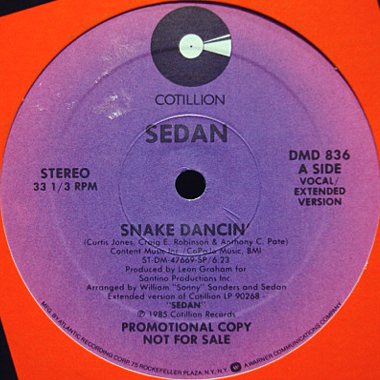 COTILLION
SEDAN
STEREO
33 1/3 RPM
DMD 836
A SIDE
VOCAL/
EXTENDED
VERSION
SNAKE DANCIN'
(Curtis Jones, Craig E. Robinson & Anthony C. Pate)
Content Music Inc./CoPaJo Music, BMI
ST-DM-47669-SP/6:23
Produced by Leon Graham for
Santino Productions Inc.
Arranged by William "Sonny" Sanders and Sedan
Extended version of Cotillion LP 90268
"SEDAN"
℗ 1985 Cotillion Records
PROMOTIONAL COPY
NOT FOR SALE
MFG. BY ATLANTIC RECORDING CORP., 75 ROCKEFELLER PLAZA, N.Y., N.Y. A WARNER COMMUNICATIONS COMPANY